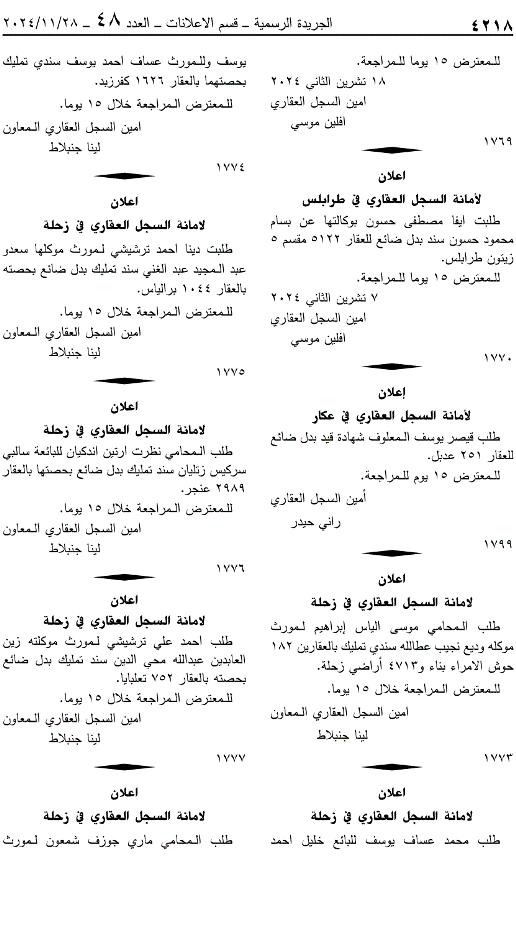 ٤٢١٨
الجريدة الرسمية ـ قسم الاعلانات ـ العدد ٤٨ ـ ٢٠٢٤/١١/٢٨
للمعترض ١٥ يوما للمراجعة.
١٨ تشرين الثاني ٢٠٢٤
امين السجل العقاري
افلين موسي
١٧٦٩
اعلان
لأمانة السجل العقاري في طرابلس
طلبت ايفا مصطفى حسون بوكالتها عن بسام
محمود حسون سند بدل ضائع للعقار ٥١٢٢ مقسم ٥
زيتون طرابلس.
للمعترض ١٥ يوما للمراجعة.
٧ تشرين الثاني ٢٠٢٤
امين السجل العقاري
افلين موسي
١٧٧٠
إعلان
لأمانة السجل العقاري في عكار
طلب قيصر يوسف المعلوف شهادة قيد بدل ضائع
للعقار ٢٥١ عدبل.
للمعترض ١٥ يوم للمراجعة.
أمين السجل العقاري
راني حيدر
١٧٩٩
اعلان
لامانة السجل العقاري في زحلة
طلب المحامي موسى الياس إبراهيم لمورث
موكله وديع نجيب عطالله سندي تمليك بالعقارين ١٨٢
حوش الامراء بناء و٤٧١٣ أراضي زحلة.
للمعترض المراجعة خلال ١٥ يوما.
امين السجل العقاري المعاون
لينا جنبلاط
١٧٧٣
اعلان
لامانة السجل العقاري في زحلة
طلب محمد عساف يوسف للبائع خليل احمد
يوسف وللمورث عساف احمد يوسف سندي تمليك
بحصتهما بالعقار ١٦٢٦ كفرزبد.
للمعترض المراجعة خلال ١٥ يوما.
امين السجل العقاري المعاون
لينا جنبلاط
١٧٧٤
اعلان
لامانة السجل العقاري في زحلة
طلبت دينا احمد ترشيشي لمورث موكلها سعدو
عبد المجيد عبد الغني سند تمليك بدل ضائع بحصته
بالعقار ١٠٤٤ برالياس.
للمعترض المراجعة خلال ١٥ يوما.
امين السجل العقاري المعاون
لينا جنبلاط
١٧٧٥
اعلان
لامانة السجل العقاري في زحلة
طلب المحامي نظرت ارتين اندكيان للبائعة سالبي
سركيس زتليان سند تمليك بدل ضائع بحصتها بالعقار
٢٩٨٩ عنجر.
للمعترض المراجعة خلال ١٥ يوما.
امين السجل العقاري المعاون
لينا جنبلاط
١٧٧٦
اعلان
لامانة السجل العقاري في زحلة
طلب احمد علي ترشيشي لمورث موكلته زين
العابدين عبدالله محي الدين سند تمليك بدل ضائع
بحصته بالعقار ٧٥٢ تعلبايا.
للمعترض المراجعة خلال ١٥ يوما.
امين السجل العقاري المعاون
لينا جنبلاط
١٧٧٧
اعلان
لامانة السجل العقاري في زحلة
طلب المحامي ماري جوزف شمعون لمورث